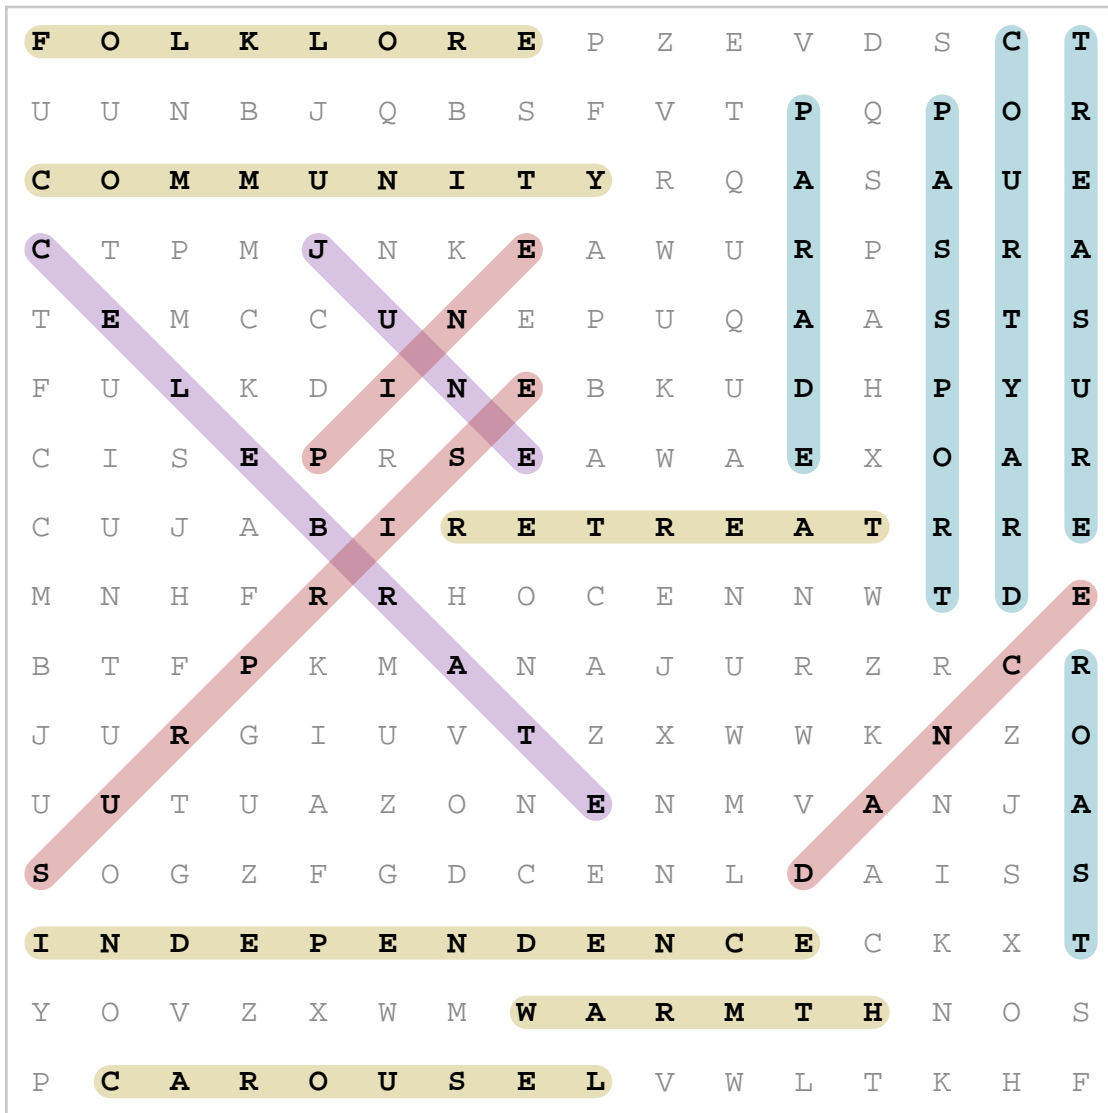 F O L K L O R E P Z E V D S C T
U U N B J Q B S F V T P Q P O R
C O M M U N I T Y R Q A S A U E
C T P M J N K E A W U R P S R A
T E M C C U N E P U Q A A S T S
F U L K D I N E B K U D H P Y U
C I S E P R S E A W A E X O A R
C U J A B I R E T R E A T R R E
M N H F R R H O C E N N W T D E
B T F P K M A N A J U R Z R C R
J U R G I U V T Z X W W K N Z O
U U T U A Z O N E N M V A N J A
S O G Z F G D C E N L D A I S S
I N D E P E N D E N C E C K X T
Y O V Z X W M W A R M T H N O S
P C A R O U S E L V W L T K H F